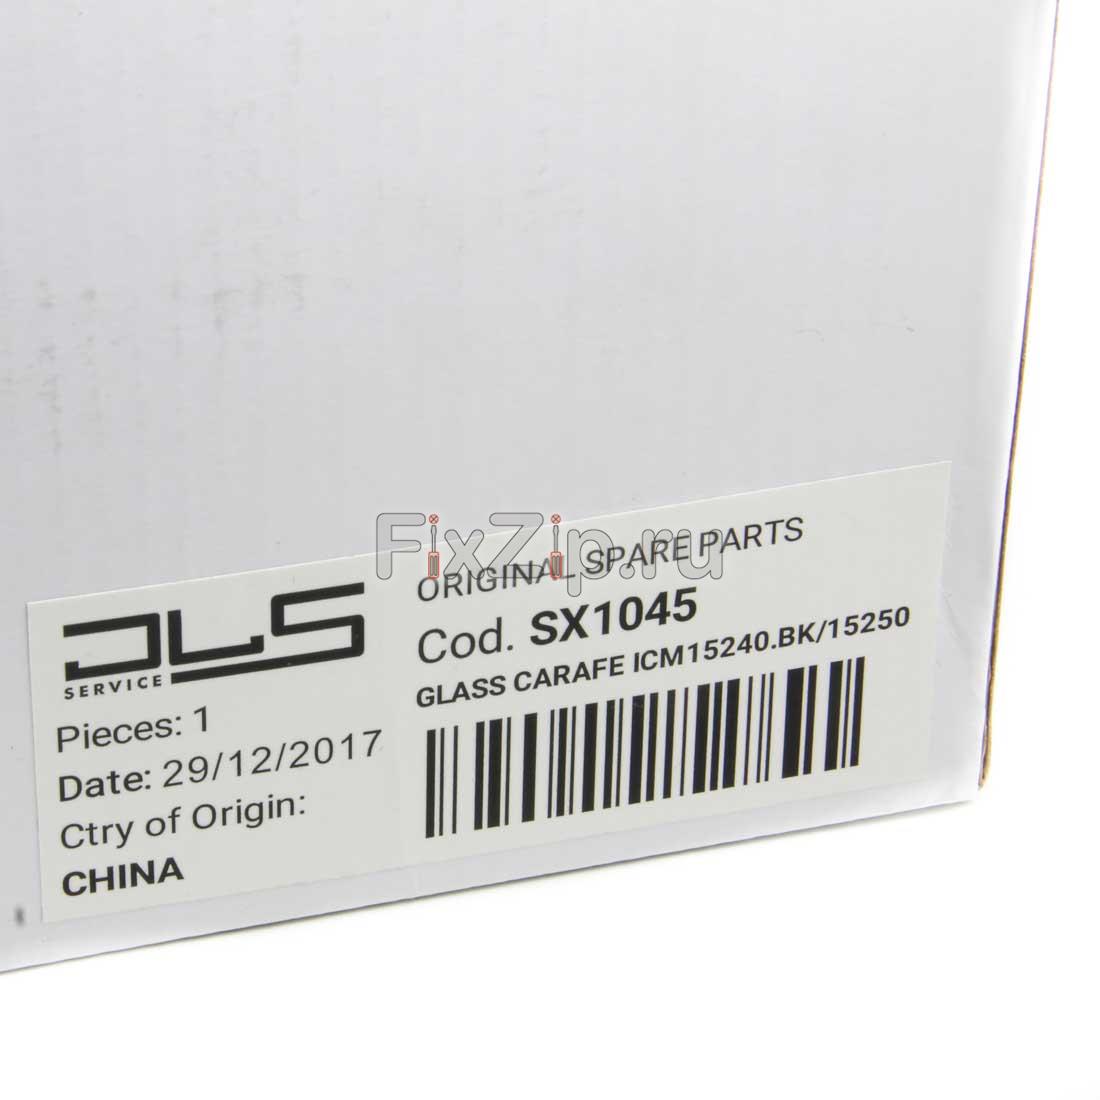 FixZip.ru
DLS
SERVICE
Pieces: 1
Date: 29/12/2017
Ctry of Origin:
CHINA
ORIGINAL SPARE PARTS
Cod. SX1045
GLASS CARAFE ICM15240.BK/15250